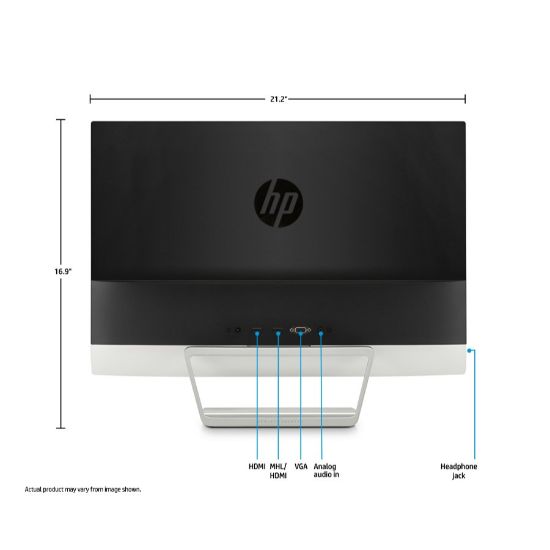 21.2"
hp
16.9"
HDMI
MHL/
HDMI
VGA
Analog
audio in
Headphone
jack
Actual product may vary from image shown.